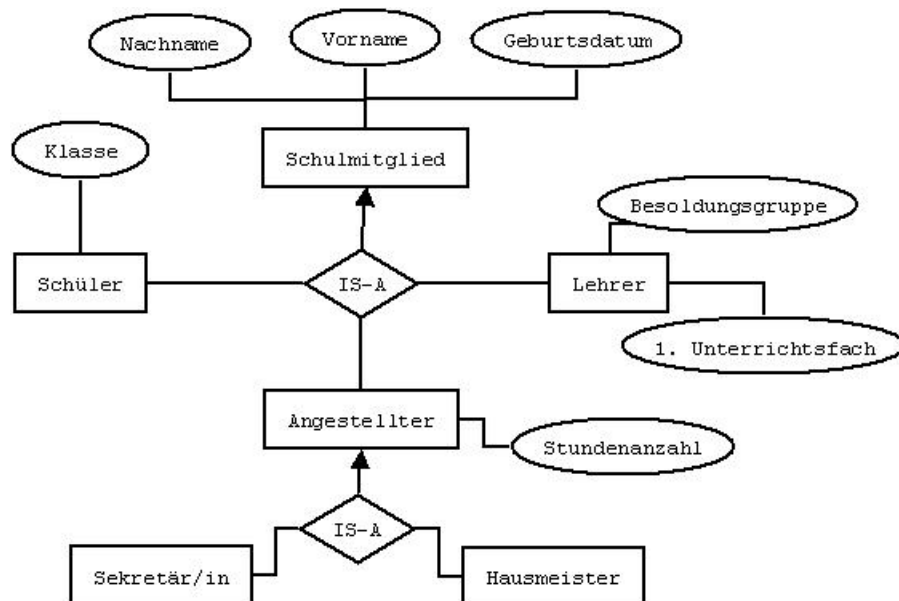 Nachname
Vorname
Geburtsdatum
Klasse
Schulmitglied
Besoldungsgruppe
Schüler
IS-A
Lehrer
1. Unterrichtsfach
Angestellter
Stundenanzahl
IS-A
Sekretär/in
Hausmeister